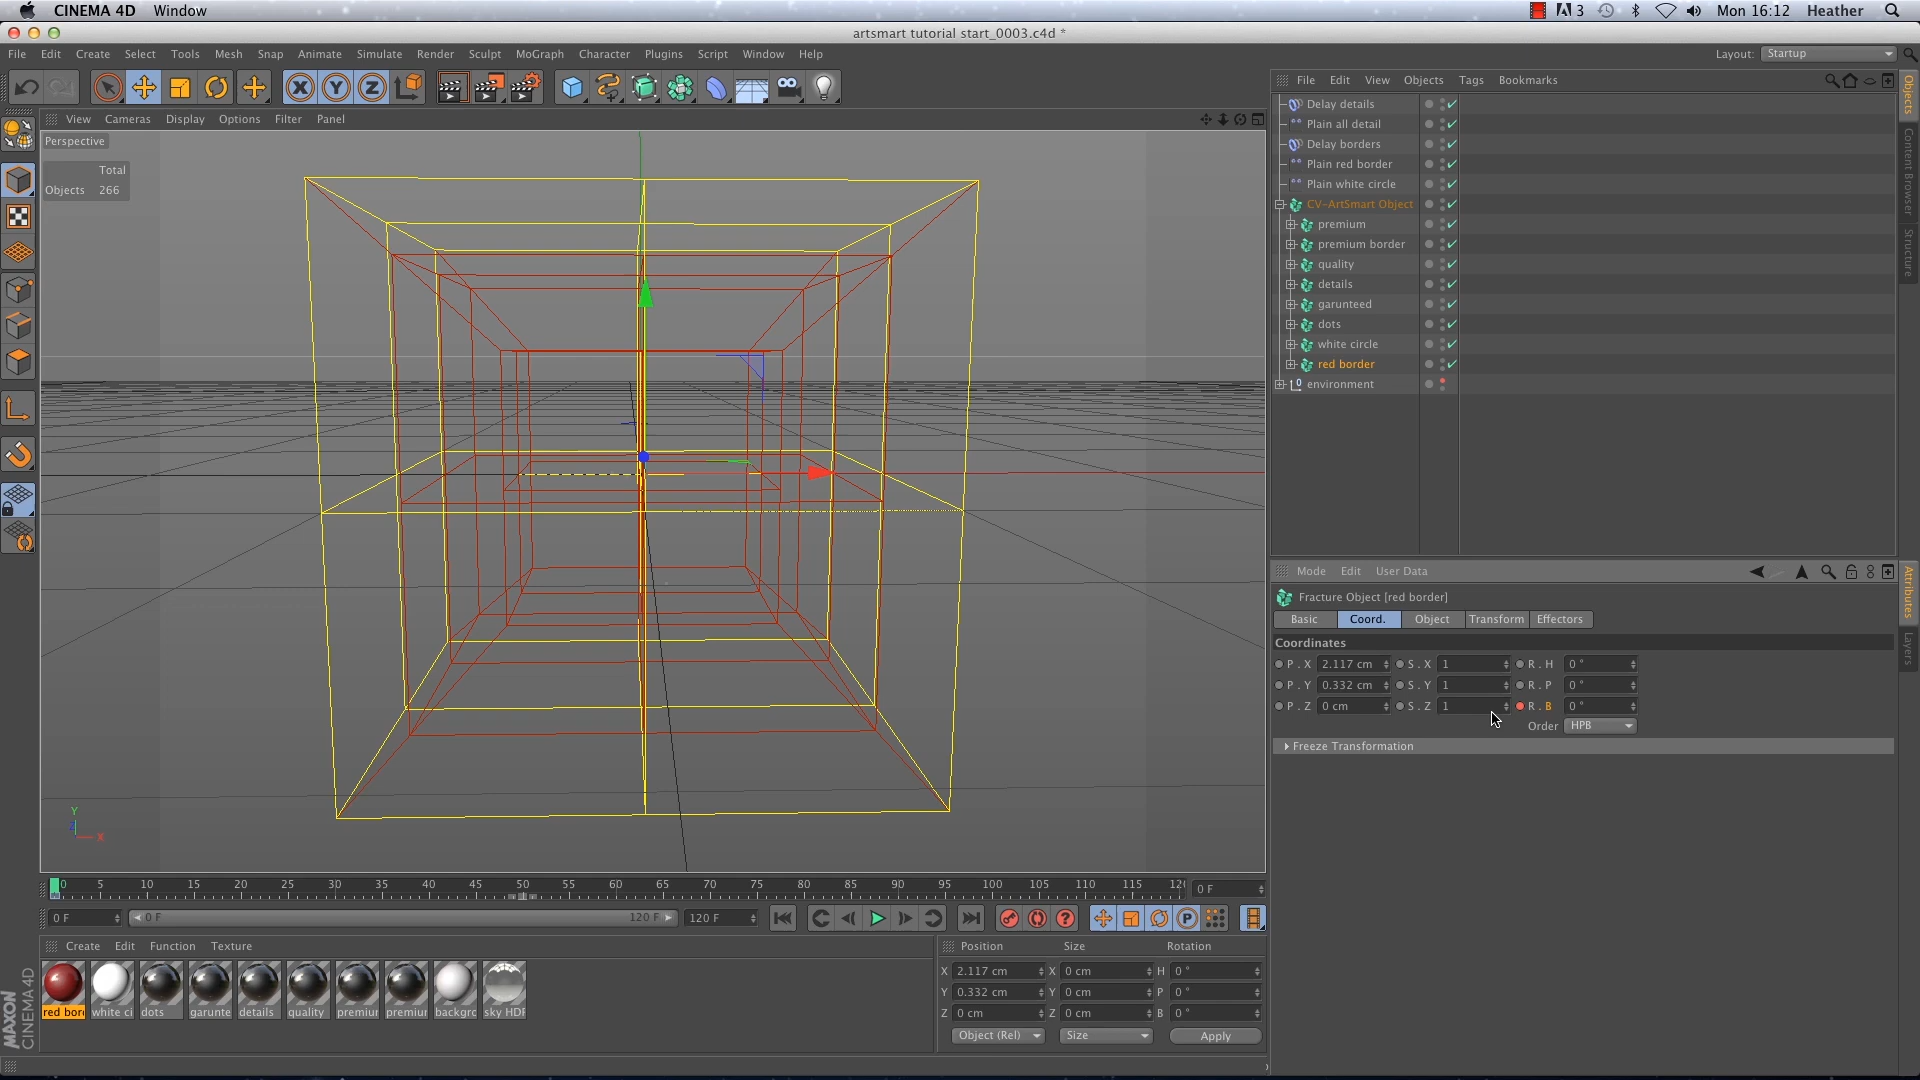 CINEMA 4D Window
3 Mon 16:12 Heather
artsmart tutorial start_0003.c4d *
File Edit Create Select Tools Mesh Snap Animate Simulate Render Sculpt MoGraph Character Plugins Script Window Help
Layout: Startup
X Y Z
File Edit View Objects Tags Bookmarks
View Cameras Display Options Filter Panel
Perspective
Total
Objects 266
Delay details
Plain all detail
Delay borders
Plain red border
Plain white circle
CV-ArtSmart Object
premium
premium border
quality
details
garunteed
dots
white circle
red border
environment
Objects
Content Browser
Structure
Mode Edit User Data
Fracture Object [red border]
Basic Coord. Object Transform Effectors
Coordinates
P . X 2.117 cm S . X 1 R . H 0 °
P . Y 0.332 cm S . Y 1 R . P 0 °
P . Z 0 cm S . Z 1 R . B 0 °
Order HPB
Freeze Transformation
Attributes
Layers
Y
X
0 5 10 15 20 25 30 35 40 45 50 55 60 65 70 75 80 85 90 95 100 105 110 115 12
0 F
0 F 0 F 120 F 120 F
P
Create Edit Function Texture
red bor white ci dots garunte details quality premiur premiur backgrc sky HDF
Position Size Rotation
X 2.117 cm X 0 cm H 0 °
Y 0.332 cm Y 0 cm P 0 °
Z 0 cm Z 0 cm B 0 °
Object (Rel) Size Apply
MAXON
CINEMA 4D